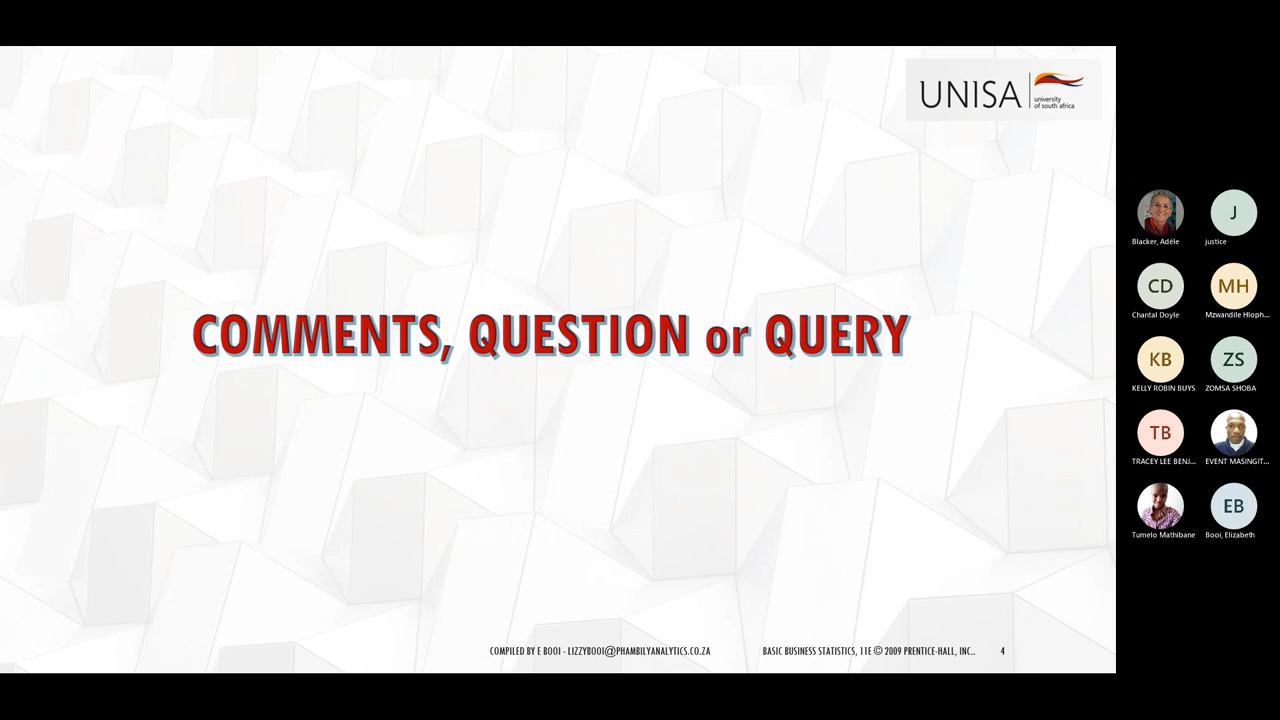 UNISA
university
of south africa
COMMENTS, QUESTION or QUERY
COMPILED BY E BOOI - LIZZYBOOI@PHAMBILYANALYTICS.CO.ZA
BASIC BUSINESS STATISTICS, 11E © 2009 PRENTICE-HALL, INC..
4
Blacker, Adéle
J
justice
CD
Chantal Doyle
MH
Mzwandile Hloph...
KB
KELLY ROBIN BUYS
ZS
ZOMSA SHOBA
TB
TRACEY LEE BENJ...
EVENT MASINGIT...
Tumelo Mathibane
EB
Booi, Elizabeth